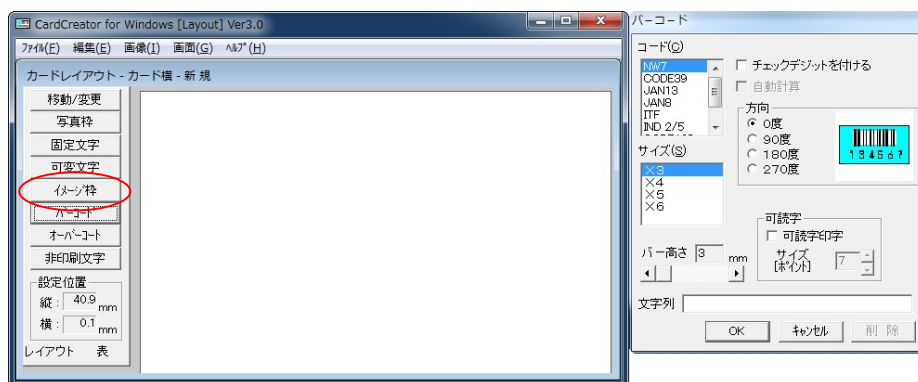 CardCreator for Windows [Layout] Ver3.0
ﾌｧｲﾙ(F) 編集(E) 画像(I) 画面(G) ﾍﾙﾌﾟ(H)
カードレイアウト - カード横 - 新 規
移動/変更
写真枠
固定文字
可変文字
ｲﾒｰｼﾞ枠
ﾊﾞｰｺｰﾄﾞ
ｵｰﾊﾞｰｺｰﾄ
非印刷文字
設定位置
縦： 40.9 mm
横： 0.1 mm
レイアウト 表
バーコード
コード(C)
NW7
CODE39
JAN13
JAN8
ITF
IND 2/5
チェックデジットを付ける
自動計算
方向
0度
90度
180度
270度
134567
サイズ(S)
×3
×4
×5
×6
可読字
可読字印字
サイズ
[ﾎﾟｲﾝﾄ]
7
バー高さ 3 mm
文字列
OK ｷｬﾝｾﾙ 削 除